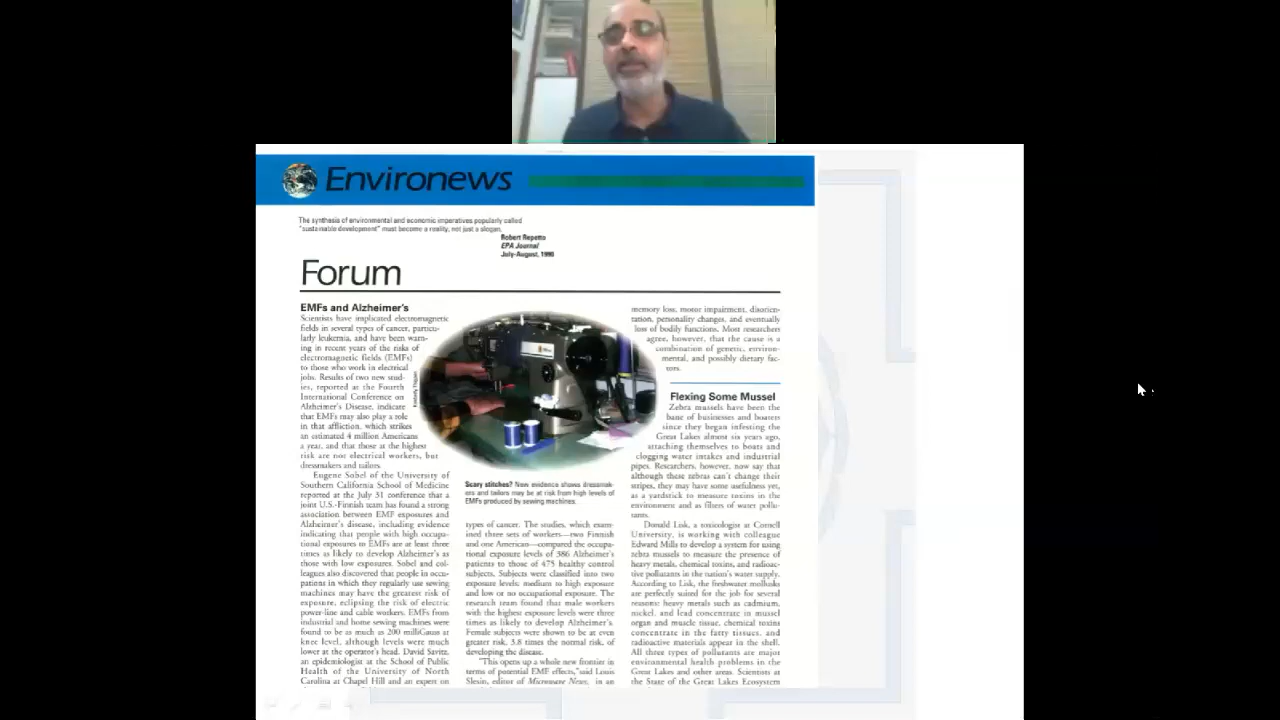 Environews
The synthesis of environmental and economic imperatives popularly called
"sustainable development" must become a reality, not just a slogan.
Robert Repetto
EPA Journal
July-August, 1990
Forum
EMFs and Alzheimer's
Scientists have implicated electromagnetic
fields in several types of cancer, particu-
larly leukemia, and have been warn-
ing in recent years of the risks of
electromagnetic fields (EMFs)
to those who work in electrical
jobs. Results of two new stud-
ies, reported at the Fourth
International Conference on
Alzheimer's Disease, indicate
that EMFs may also play a role
in that affliction, which strikes
an estimated 4 million Americans
a year, and that those at the highest
risk are not electrical workers, but
dressmakers and tailors.
Eugene Sobel of the University of
Southern California School of Medicine
reported at the July 31 conference that a
joint U.S.-Finnish team has found a strong
association between EMF exposures and
Alzheimer's disease, including evidence
indicating that people with high occupa-
tional exposures to EMFs are at least three
times as likely to develop Alzheimer's as
those with low exposures. Sobel and col-
leagues also discovered that people in occu-
pations in which they regularly use sewing
machines may have the greatest risk of
exposure, eclipsing the risk of electric
power-line and cable workers. EMFs from
industrial and home sewing machines were
found to be as much as 200 milliGauss at
knee level, although levels were much
lower at the operator's head. David Savitz,
an epidemiologist at the School of Public
Health of the University of North
Carolina at Chapel Hill and an expert on
Scary stitches? New evidence shows dressmak-
ers and tailors may be at risk from high levels of
EMFs produced by sewing machines.
types of cancer. The studies, which exam-
ined three sets of workers—two Finnish
and one American—compared the occupa-
tional exposure levels of 386 Alzheimer's
patients to those of 475 healthy control
subjects. Subjects were classified into two
exposure levels: medium to high exposure
and low or no occupational exposure. The
research team found that male workers
with the highest exposure levels were three
times as likely to develop Alzheimer's.
Female subjects were shown to be at even
greater risk, 3.8 times the normal risk, of
developing the disease.
"This opens up a whole new frontier in
terms of potential EMF effects," said Louis
Slesin, editor of Microwave News, in an
memory loss, motor impairment, disorien-
tation, personality changes, and eventually
loss of bodily functions. Most researchers
agree, however, that the cause is a
combination of genetic, environ-
mental, and possibly dietary fac-
tors.
Flexing Some Mussel
Zebra mussels have been the
bane of businesses and boaters
since they began infesting the
Great Lakes almost six years ago,
attaching themselves to boats and
clogging water intakes and industrial
pipes. Researchers, however, now say that
although these zebras can't change their
stripes, they may have some usefulness yet,
as a yardstick to measure toxins in the
environment and as filters of water pollu-
tants.
Donald Lisk, a toxicologist at Cornell
University, is working with colleague
Edward Mills to develop a system for using
zebra mussels to measure the presence of
heavy metals, chemical toxins, and radioac-
tive pollutants in the nation's water supply.
According to Lisk, the freshwater mollusks
are perfectly suited for the job for several
reasons: heavy metals such as cadmium,
nickel, and lead concentrate in mussel
organ and muscle tissue, chemical toxins
concentrate in the fatty tissues, and
radioactive materials appear in the shell.
All three types of pollutants are major
environmental health problems in the
Great Lakes and other areas. Scientists at
the State of the Great Lakes Ecosystem